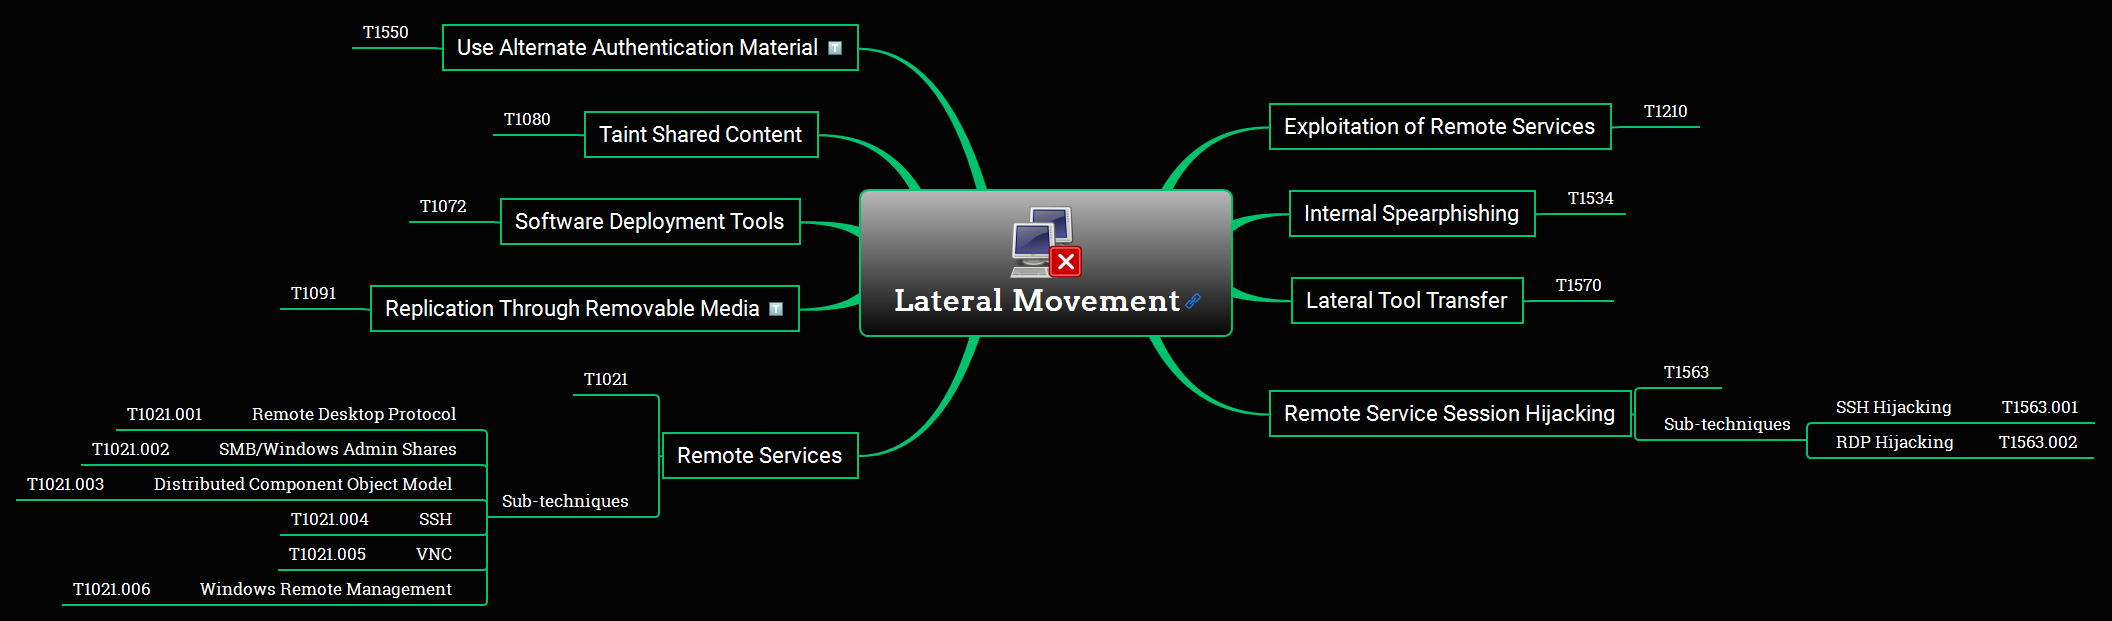 T1550
Use Alternate Authentication Material
T1080
Taint Shared Content
T1072
Software Deployment Tools
T1091
Replication Through Removable Media
T1021
Remote Services
Sub-techniques
T1021.001 Remote Desktop Protocol
T1021.002 SMB/Windows Admin Shares
T1021.003 Distributed Component Object Model
T1021.004 SSH
T1021.005 VNC
T1021.006 Windows Remote Management
Lateral Movement
Exploitation of Remote Services
T1210
Internal Spearphishing
T1534
Lateral Tool Transfer
T1570
Remote Service Session Hijacking
T1563
Sub-techniques
SSH Hijacking T1563.001
RDP Hijacking T1563.002